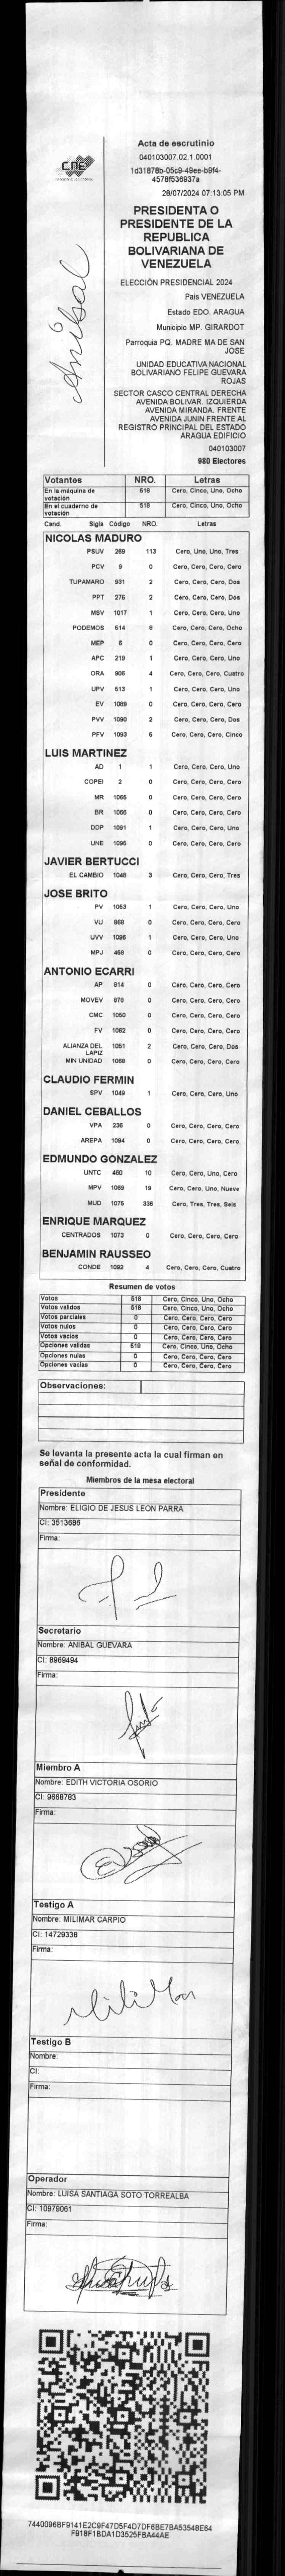 CNE
Anibal
Acta de escrutinio
040103007.02.1.0001
1d31878b-05c9-49ee-b9f4-
4578f536937a
28/07/2024 07:13:05 PM
PRESIDENTA O
PRESIDENTE DE LA
REPUBLICA
BOLIVARIANA DE
VENEZUELA
ELECCIÓN PRESIDENCIAL 2024
Pais VENEZUELA
Estado EDO. ARAGUA
Municipio MP. GIRARDOT
Parroquia PQ. MADRE MA DE SAN
JOSE
UNIDAD EDUCATIVA NACIONAL
BOLIVARIANO FELIPE GUEVARA
ROJAS
SECTOR CASCO CENTRAL DERECHA
AVENIDA BOLIVAR. IZQUIERDA
AVENIDA MIRANDA. FRENTE
AVENIDA JUNIN FRENTE AL
REGISTRO PRINCIPAL DEL ESTADO
ARAGUA EDIFICIO
040103007
980 Electores
Votantes NRO. Letras
En la máquina de votación 518 Cero, Cinco, Uno, Ocho
En el cuaderno de votación 518 Cero, Cinco, Uno, Ocho
Cand. Sigla Código NRO. Letras
NICOLAS MADURO
PSUV 269 113 Cero, Uno, Uno, Tres
PCV 9 0 Cero, Cero, Cero, Cero
TUPAMARO 931 2 Cero, Cero, Cero, Dos
PPT 276 2 Cero, Cero, Cero, Dos
MSV 1017 1 Cero, Cero, Cero, Uno
PODEMOS 514 8 Cero, Cero, Cero, Ocho
MEP 6 0 Cero, Cero, Cero, Cero
APC 219 1 Cero, Cero, Cero, Uno
ORA 906 4 Cero, Cero, Cero, Cuatro
UPV 513 1 Cero, Cero, Cero, Uno
EV 1089 0 Cero, Cero, Cero, Cero
PVV 1090 2 Cero, Cero, Cero, Dos
PFV 1093 5 Cero, Cero, Cero, Cinco
LUIS MARTINEZ
AD 1 1 Cero, Cero, Cero, Uno
COPEI 2 0 Cero, Cero, Cero, Cero
MR 1065 0 Cero, Cero, Cero, Cero
BR 1066 0 Cero, Cero, Cero, Cero
DDP 1091 1 Cero, Cero, Cero, Uno
UNE 1095 0 Cero, Cero, Cero, Cero
JAVIER BERTUCCI
EL CAMBIO 1048 3 Cero, Cero, Cero, Tres
JOSE BRITO
PV 1053 1 Cero, Cero, Cero, Uno
VU 868 0 Cero, Cero, Cero, Cero
UVV 1096 1 Cero, Cero, Cero, Uno
MPJ 458 0 Cero, Cero, Cero, Cero
ANTONIO ECARRI
AP 914 0 Cero, Cero, Cero, Cero
MOVEV 878 0 Cero, Cero, Cero, Cero
CMC 1050 0 Cero, Cero, Cero, Cero
FV 1062 0 Cero, Cero, Cero, Cero
ALIANZA DEL LAPIZ 1051 2 Cero, Cero, Cero, Dos
MIN UNIDAD 1068 0 Cero, Cero, Cero, Cero
CLAUDIO FERMIN
SPV 1049 1 Cero, Cero, Cero, Uno
DANIEL CEBALLOS
VPA 236 0 Cero, Cero, Cero, Cero
AREPA 1094 0 Cero, Cero, Cero, Cero
EDMUNDO GONZALEZ
UNTC 460 10 Cero, Cero, Uno, Cero
MPV 1069 19 Cero, Cero, Uno, Nueve
MUD 1075 336 Cero, Tres, Tres, Seis
ENRIQUE MARQUEZ
CENTRADOS 1073 0 Cero, Cero, Cero, Cero
BENJAMIN RAUSSEO
CONDE 1092 4 Cero, Cero, Cero, Cuatro
Resumen de votos
Votos 518 Cero, Cinco, Uno, Ocho
Votos validos 518 Cero, Cinco, Uno, Ocho
Votos parciales 0 Cero, Cero, Cero, Cero
Votos nulos 0 Cero, Cero, Cero, Cero
Votos vacios 0 Cero, Cero, Cero, Cero
Opciones validas 518 Cero, Cinco, Uno, Ocho
Opciones nulas 0 Cero, Cero, Cero, Cero
Opciones vacias 0 Cero, Cero, Cero, Cero
Observaciones:
Se levanta la presente acta la cual firman en
señal de conformidad.
Miembros de la mesa electoral
Presidente
Nombre: ELIGIO DE JESUS LEON PARRA
CI: 3513686
Firma:
Secretario
Nombre: ANIBAL GUEVARA
CI: 8969494
Firma:
Miembro A
Nombre: EDITH VICTORIA OSORIO
CI: 9668783
Firma:
Testigo A
Nombre: MILIMAR CARPIO
CI: 14729338
Firma:
Testigo B
Nombre:
CI:
Firma:
Operador
Nombre: LUISA SANTIAGA SOTO TORREALBA
CI: 10979061
Firma: